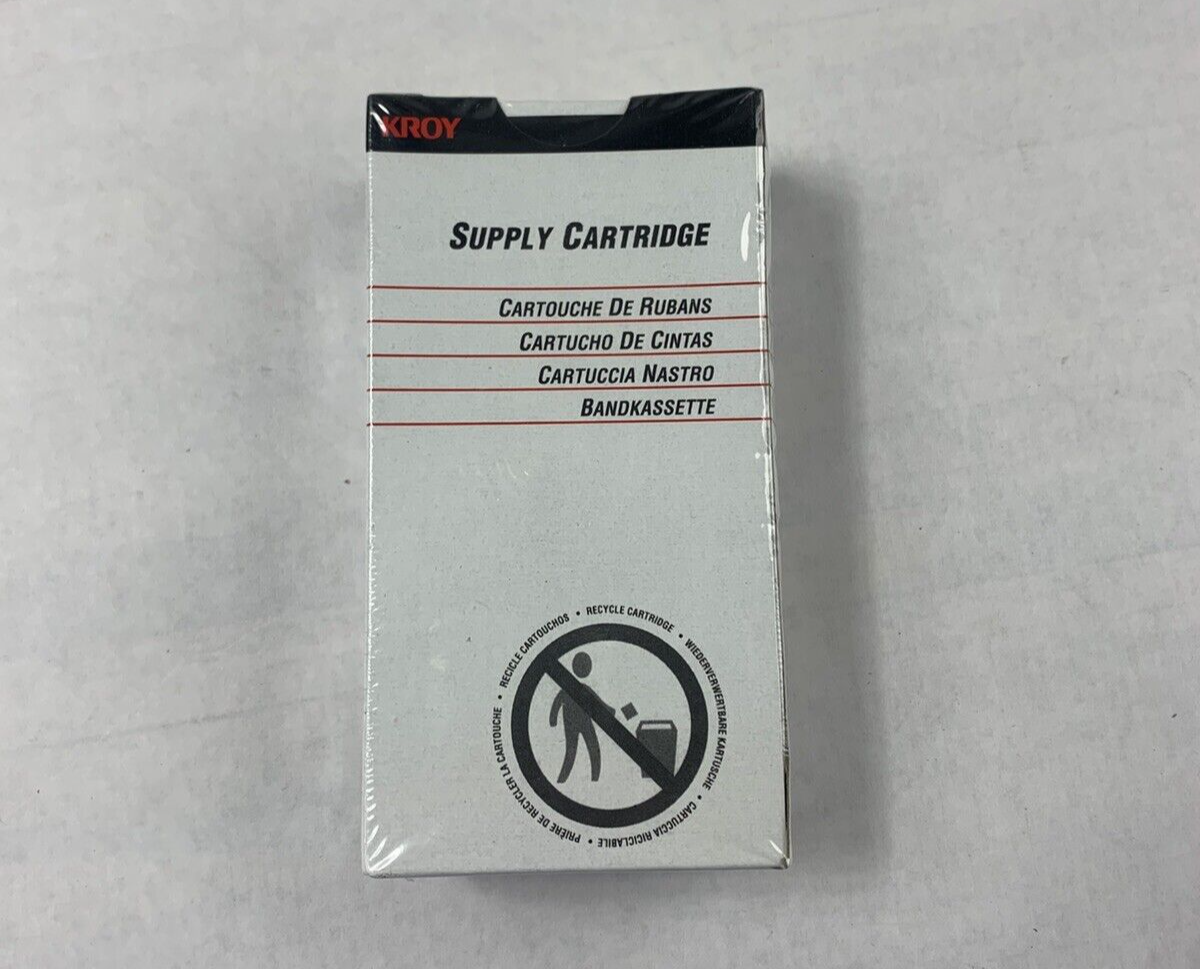 KROY
SUPPLY CARTRIDGE
CARTOUCHE DE RUBANS
CARTUCHO DE CINTAS
CARTUCCIA NASTRO
BANDKASSETTE
• RECYCLE CARTRIDGE • WIEDERVERWERTBARE KARTUSCHE • CARTUCCIA RICICLABILE • PRIÈRE DE RECYCLER LA CARTOUCHE • RECICLE CARTOUCHOS